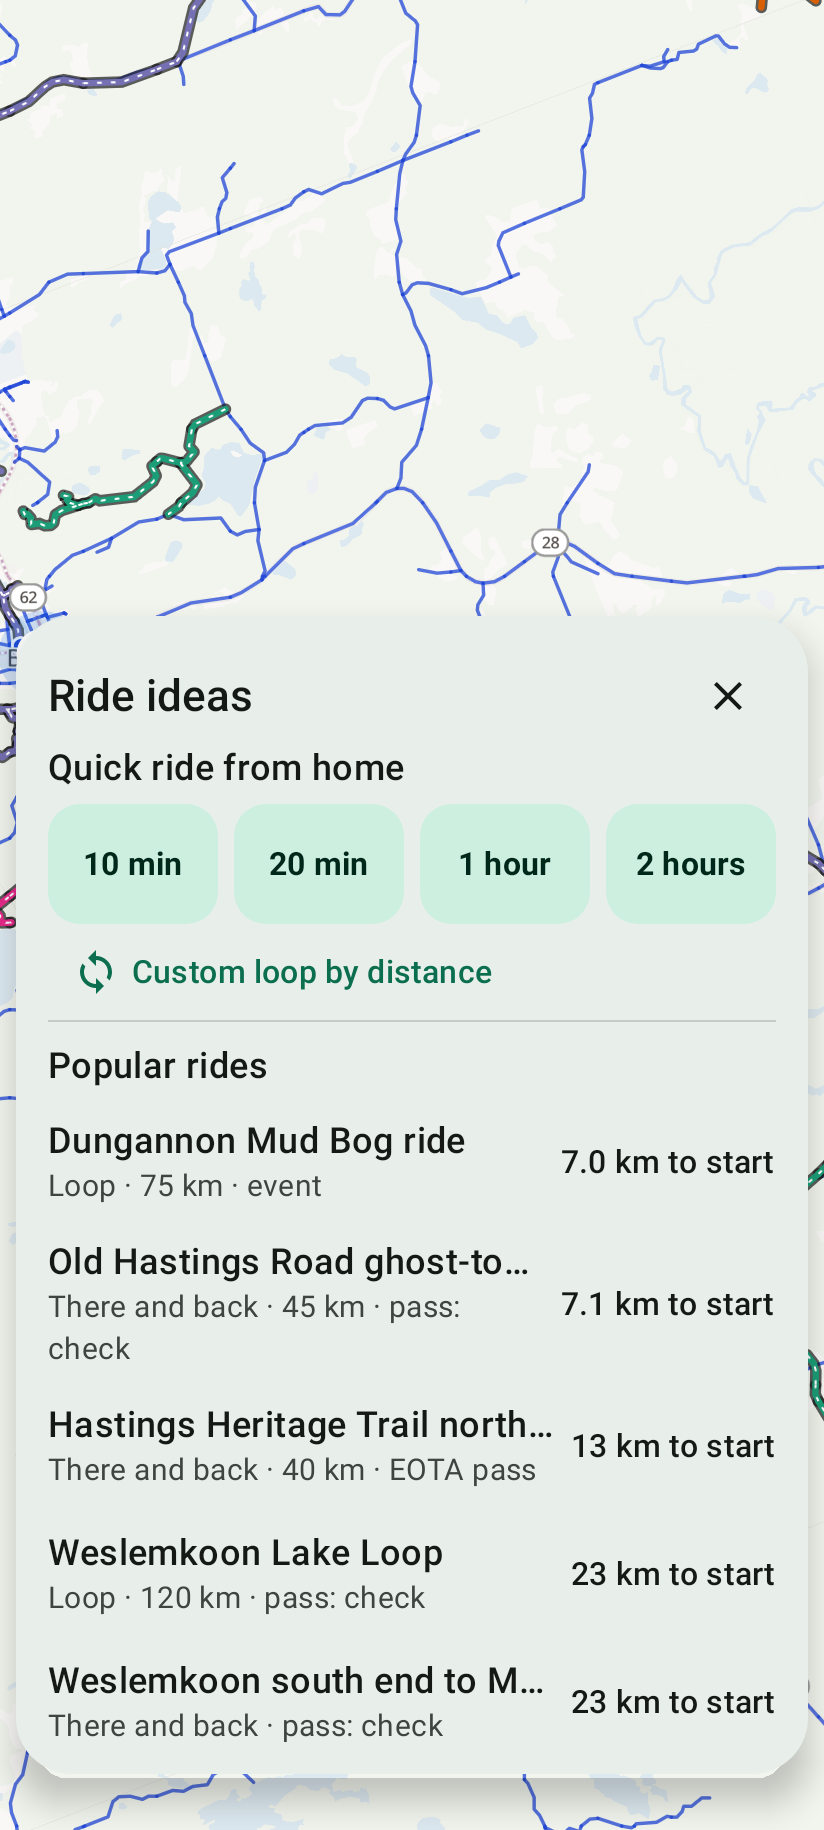 28
62
E
Ride ideas
Quick ride from home
10 min
20 min
1 hour
2 hours
Custom loop by distance
Popular rides
Dungannon Mud Bog ride
Loop · 75 km · event
7.0 km to start
Old Hastings Road ghost-to…
There and back · 45 km · pass:
check
7.1 km to start
Hastings Heritage Trail north…
There and back · 40 km · EOTA pass
13 km to start
Weslemkoon Lake Loop
Loop · 120 km · pass: check
23 km to start
Weslemkoon south end to M…
There and back · pass: check
23 km to start